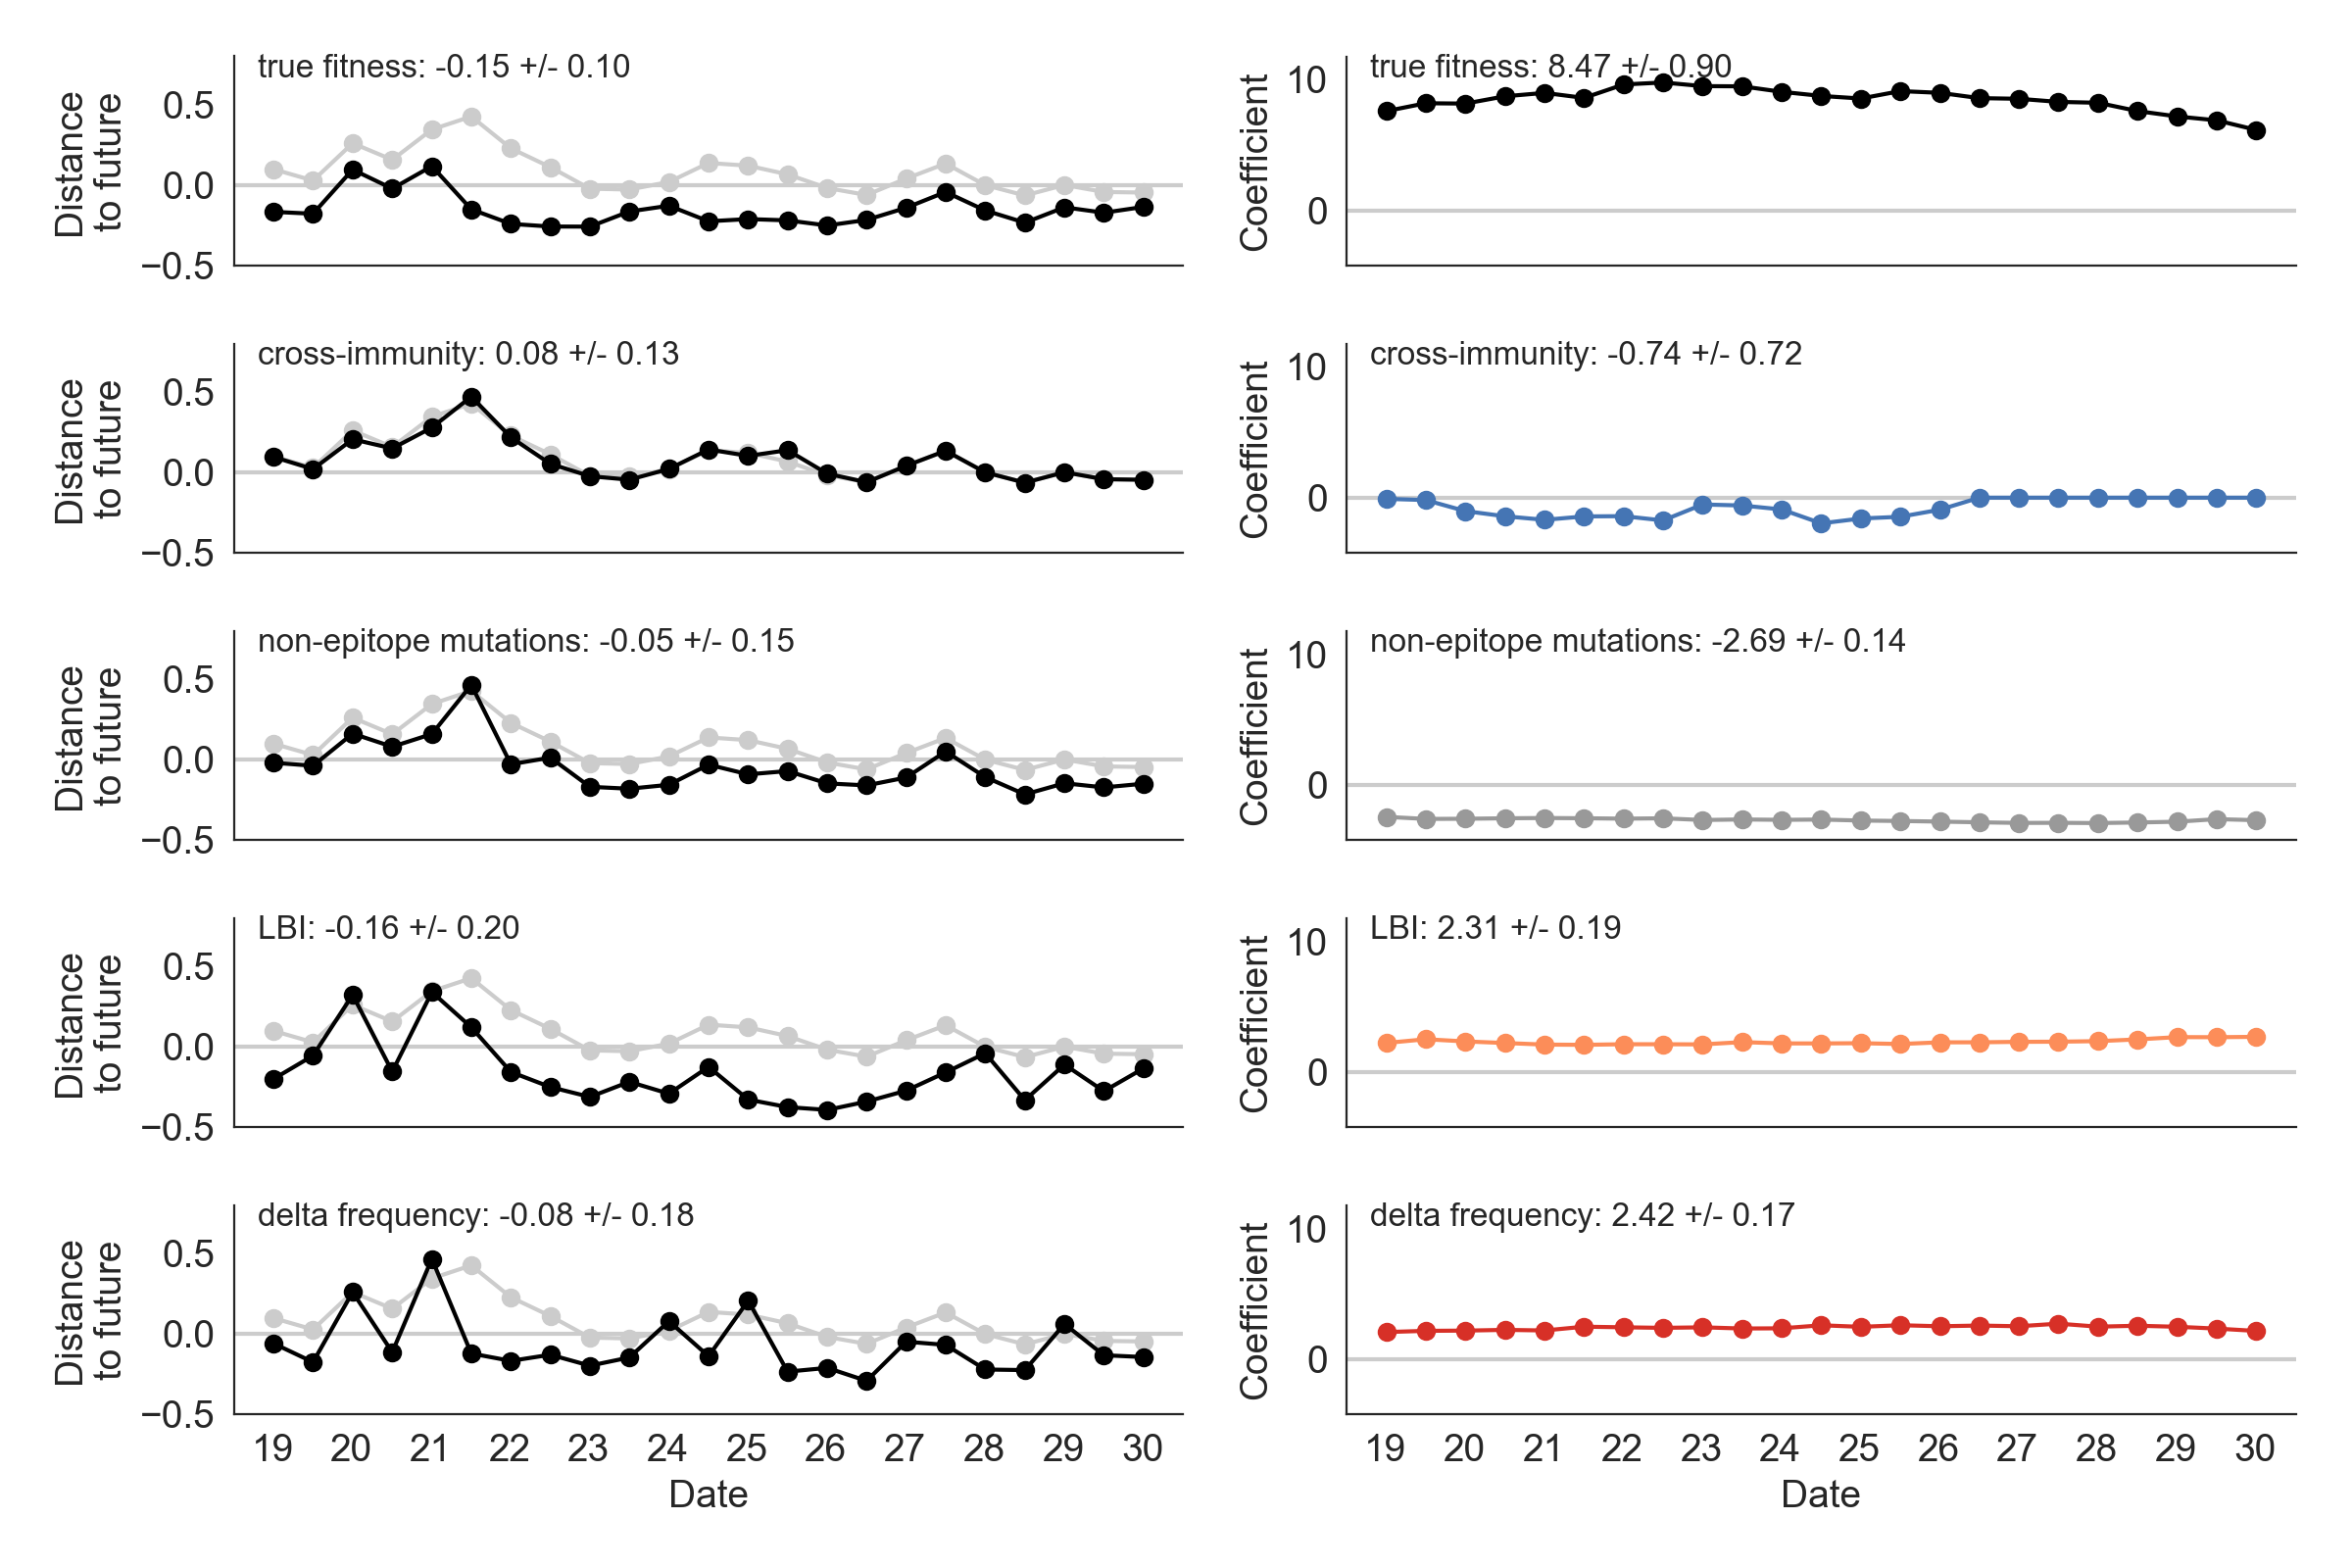 true fitness: -0.15 +/- 0.10
0.5
0.0
−0.5
Distance
to future
true fitness: 8.47 +/- 0.90
10
0
Coefficient
cross-immunity: 0.08 +/- 0.13
0.5
0.0
−0.5
Distance
to future
cross-immunity: -0.74 +/- 0.72
10
0
Coefficient
non-epitope mutations: -0.05 +/- 0.15
0.5
0.0
−0.5
Distance
to future
non-epitope mutations: -2.69 +/- 0.14
10
0
Coefficient
LBI: -0.16 +/- 0.20
0.5
0.0
−0.5
Distance
to future
LBI: 2.31 +/- 0.19
10
0
Coefficient
delta frequency: -0.08 +/- 0.18
0.5
0.0
−0.5
Distance
to future
19 20 21 22 23 24 25 26 27 28 29 30
Date
delta frequency: 2.42 +/- 0.17
10
0
Coefficient
19 20 21 22 23 24 25 26 27 28 29 30
Date